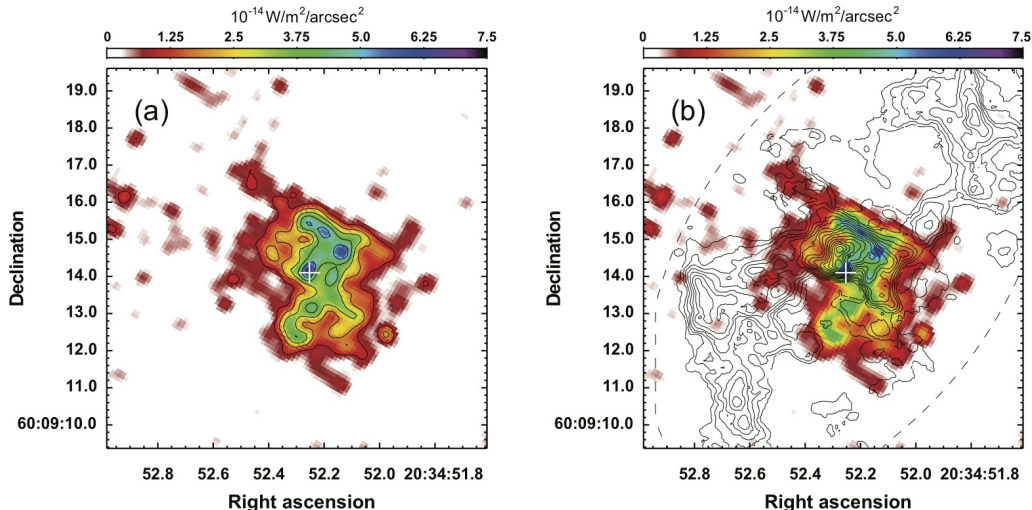 10⁻¹⁴ W/m²/arcsec²
0 1.25 2.5 3.75 5.0 6.25 7.5
(a)
19.0
18.0
17.0
16.0
15.0
14.0
13.0
12.0
11.0
60:09:10.0
Declination
52.8 52.6 52.4 52.2 52.0 20:34:51.8
Right ascension
10⁻¹⁴ W/m²/arcsec²
0 1.25 2.5 3.75 5.0 6.25 7.5
(b)
19.0
18.0
17.0
16.0
15.0
14.0
13.0
12.0
11.0
60:09:10.0
Declination
52.8 52.6 52.4 52.2 52.0 20:34:51.8
Right ascension